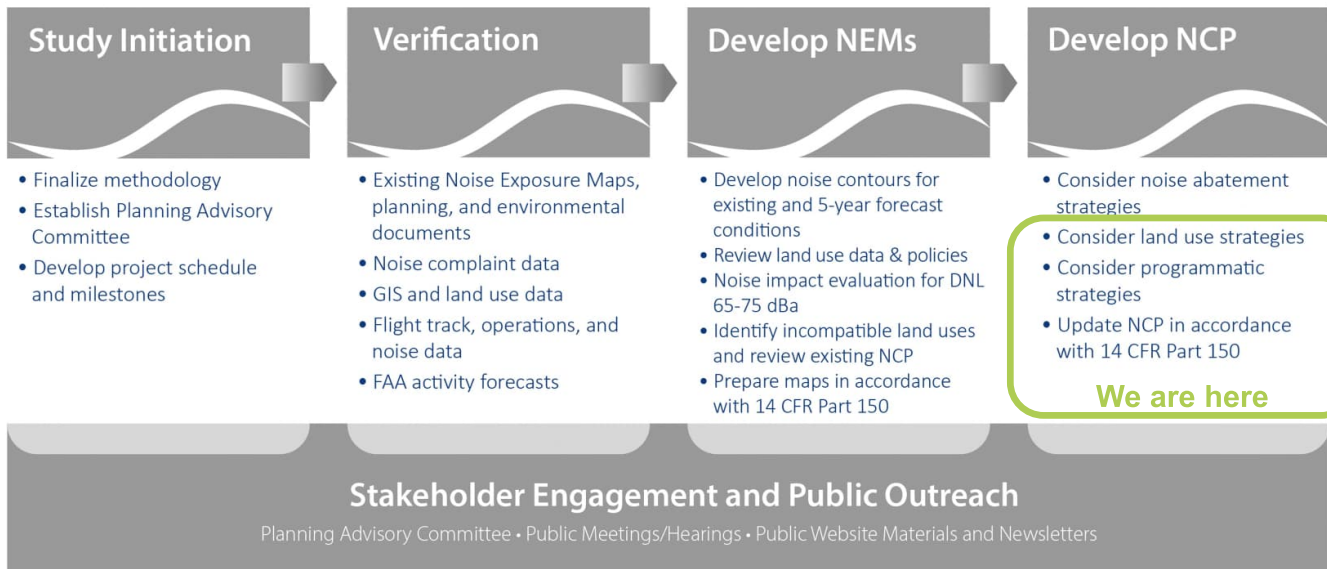 Study Initiation
• Finalize methodology
• Establish Planning Advisory
Committee
• Develop project schedule
and milestones
Verification
• Existing Noise Exposure Maps,
planning, and environmental
documents
• Noise complaint data
• GIS and land use data
• Flight track, operations, and
noise data
• FAA activity forecasts
Develop NEMs
• Develop noise contours for
existing and 5-year forecast
conditions
• Review land use data & policies
• Noise impact evaluation for DNL
65-75 dBa
• Identify incompatible land uses
and review existing NCP
• Prepare maps in accordance
with 14 CFR Part 150
Develop NCP
• Consider noise abatement
strategies
• Consider land use strategies
• Consider programmatic
strategies
• Update NCP in accordance
with 14 CFR Part 150
We are here
Stakeholder Engagement and Public Outreach
Planning Advisory Committee • Public Meetings/Hearings • Public Website Materials and Newsletters